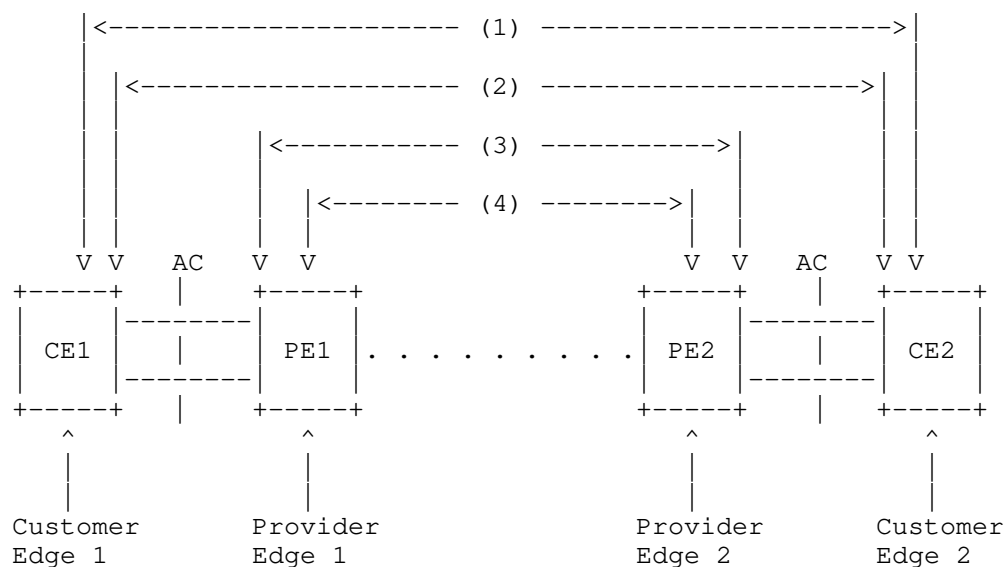 |<--------------------- (1) -------------------->|
|<------------------- (2) ------------------->|
|<---------- (3) ----------->|
|<-------- (4) -------->|
V V AC V V V V AC V V
+-----+ | +-----+ +-----+ | +-----+
| |--------| | | |--------| |
| CE1 | | | PE1 |. . . . . . . . .| PE2 | | | CE2 |
| |--------| | | |--------| |
+-----+ | +-----+ +-----+ | +-----+
^ ^ ^ ^
| | | |
| | | |
Customer Provider Provider Customer
Edge 1 Edge 1 Edge 2 Edge 2